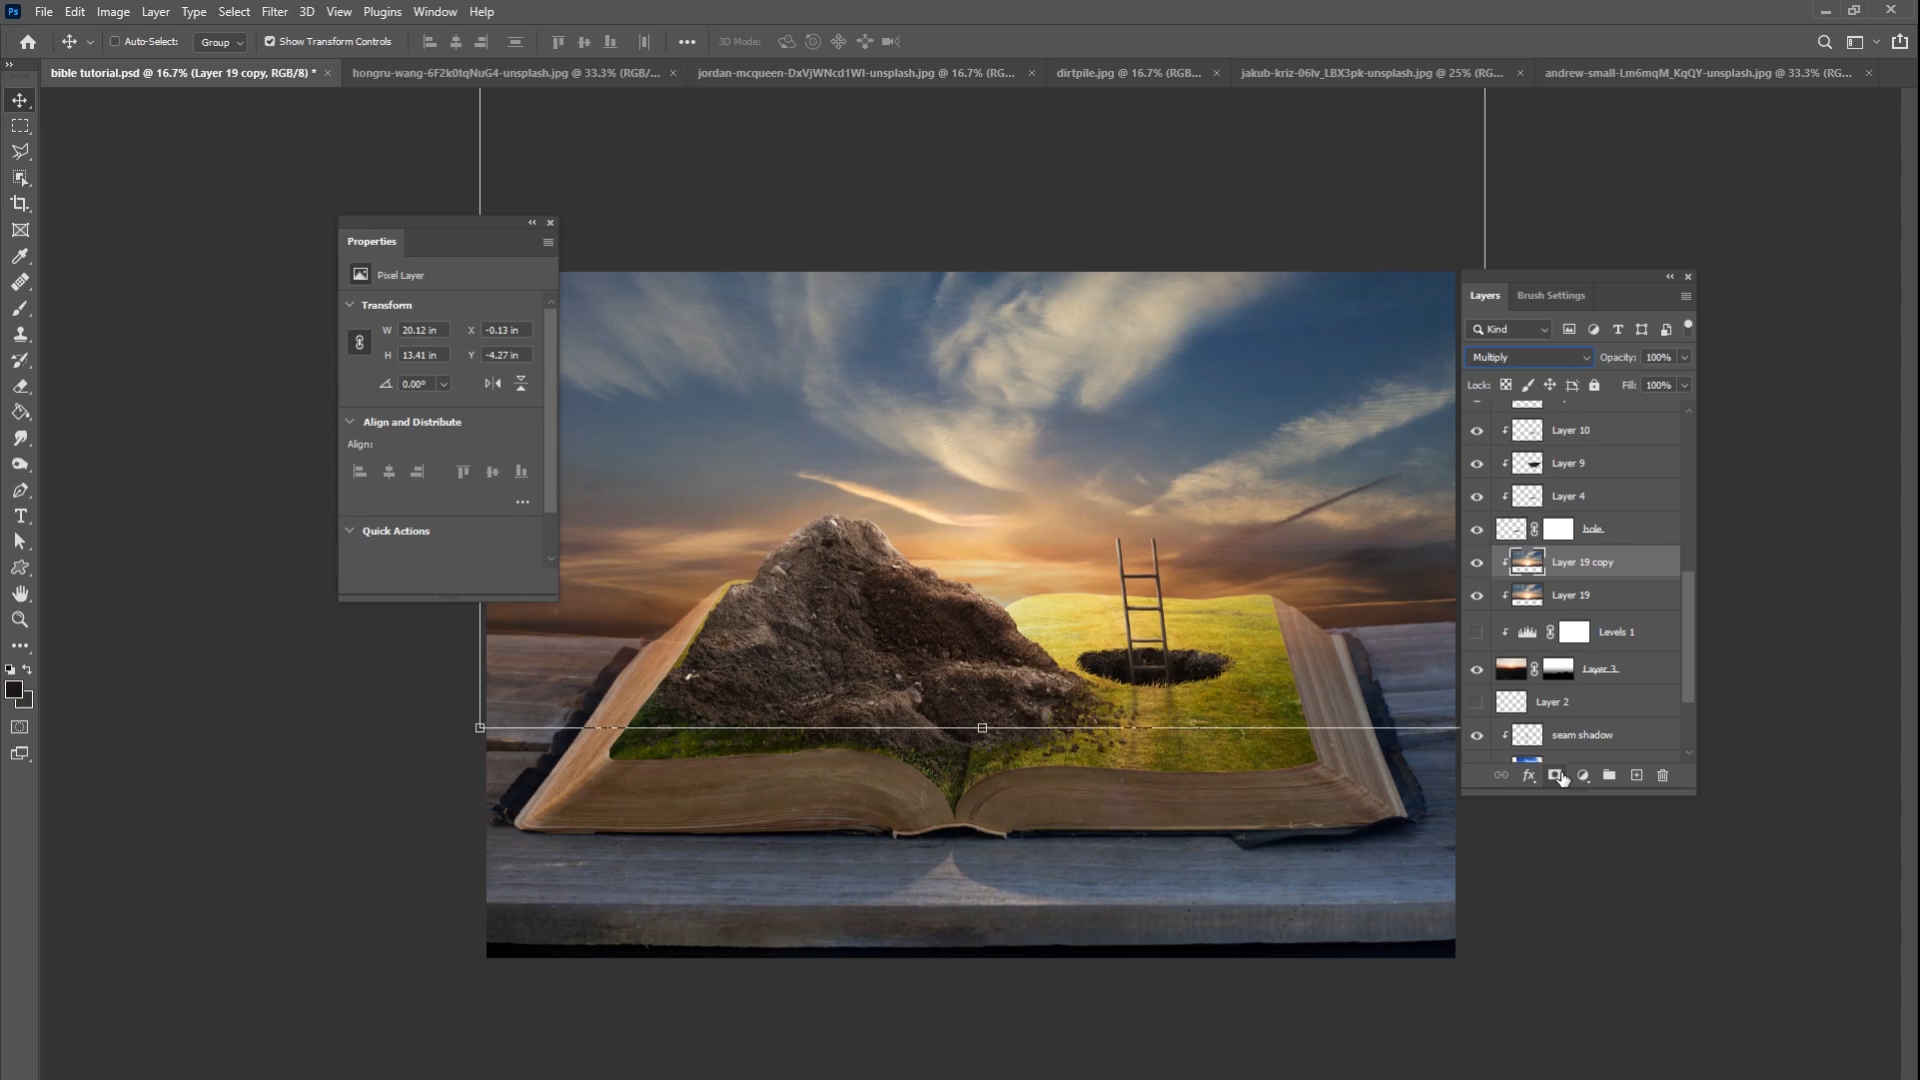 Ps File Edit Image Layer Type Select Filter 3D View Plugins Window Help
Auto-Select: Group Show Transform Controls 3D Mode:
bible tutorial.psd @ 16.7% (Layer 19 copy, RGB/8) * hongru-wang-6F2k0tqNuG4-unsplash.jpg @ 33.3% (RGB/... jordan-mcqueen-DxVjWNcd1WI-unsplash.jpg @ 16.7% (RG... dirtpile.jpg @ 16.7% (RGB... jakub-kriz-06lv_LBX3pk-unsplash.jpg @ 25% (RG... andrew-small-Lm6mqM_KqQY-unsplash.jpg @ 33.3% (RG...
Properties
Pixel Layer
Transform
W 20.12 in X -0.13 in
H 13.41 in Y -4.27 in
0.00°
Align and Distribute
Align:
Quick Actions
Layers Brush Settings
Kind
Multiply Opacity: 100%
Lock: Fill: 100%
Layer 10
Layer 9
Layer 4
hole
Layer 19 copy
Layer 19
Levels 1
Layer 3
Layer 2
seam shadow
fx